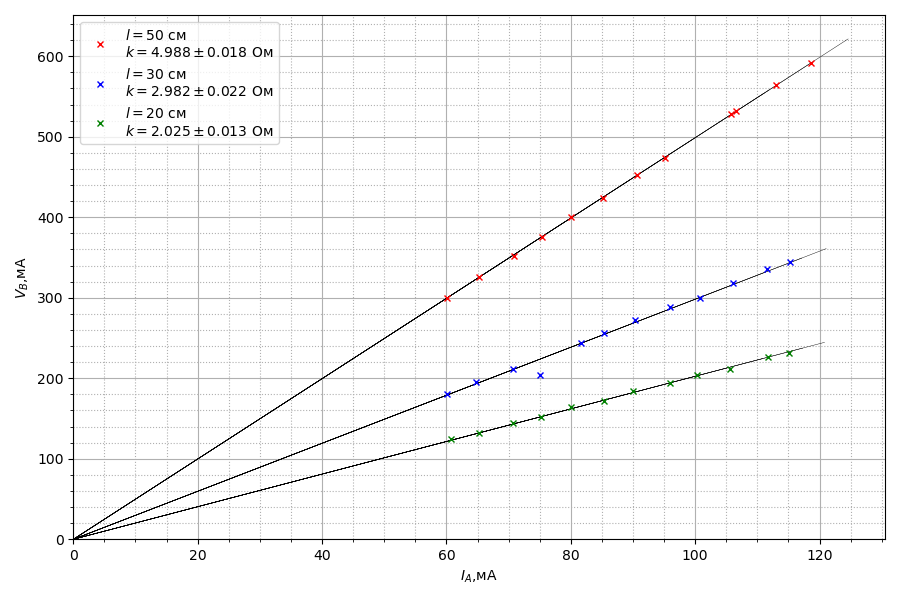 l = 50 см
k = 4.988 ± 0.018 Ом
l = 30 см
k = 2.982 ± 0.022 Ом
l = 20 см
k = 2.025 ± 0.013 Ом
600
500
400
300
200
100
0
V_B,мА
0 20 40 60 80 100 120
I_A,мА